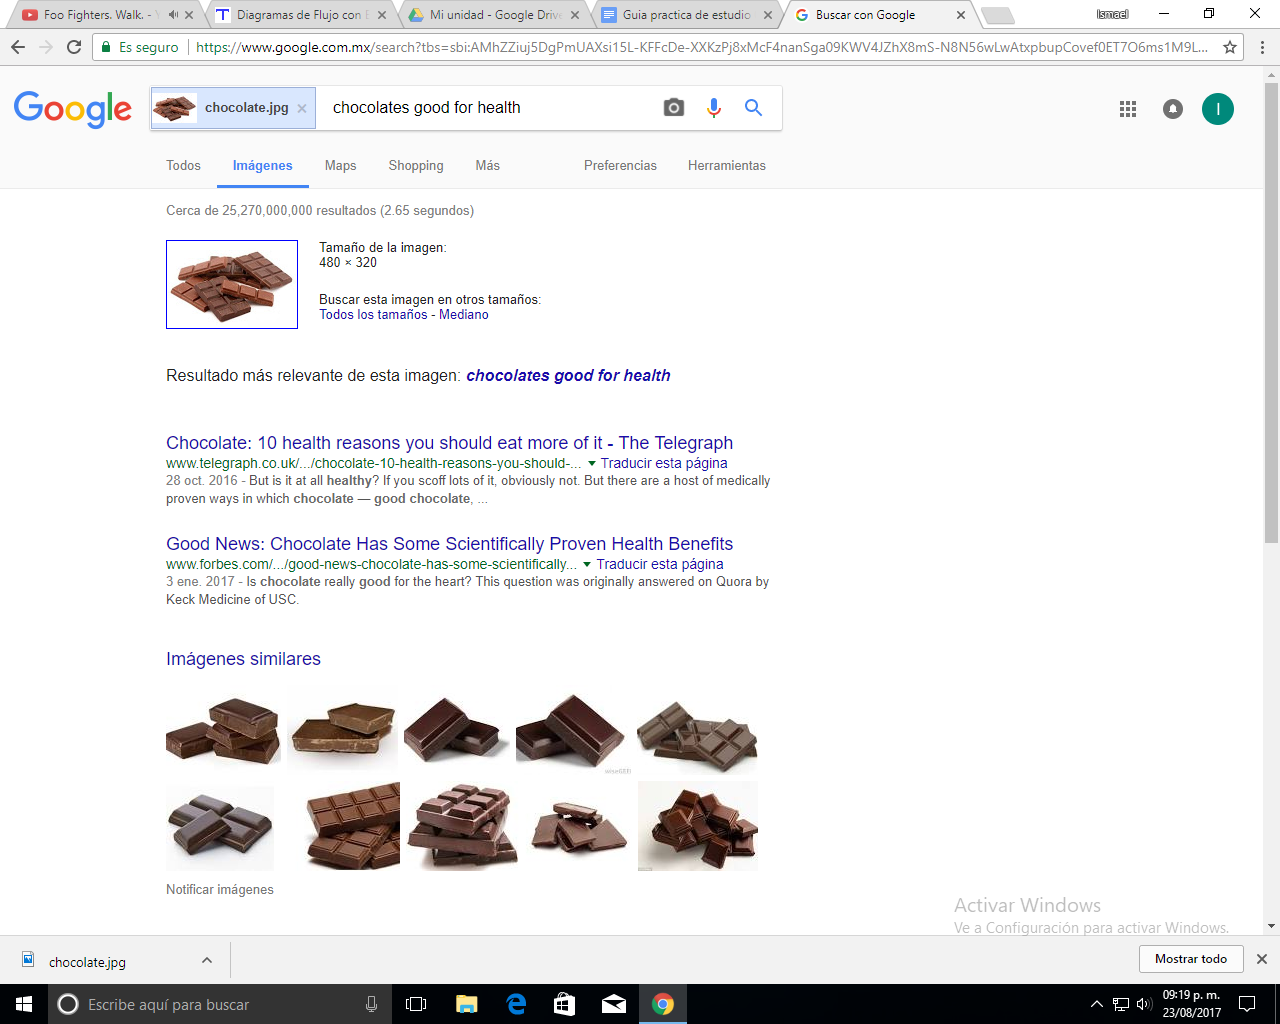 Foo Fighters. Walk. - Y
Diagramas de Flujo con E
Mi unidad - Google Drive
Guia practica de estudio
Buscar con Google
Ismael
Es seguro
https://www.google.com.mx/search?tbs=sbi:AMhZZiuj5DgPmUAXsi15L-KFFcDe-XXKzPj8xMcF4nanSga09KWV4JZhX8mS-N8N56wLwAtxpbupCovef0ET7O6ms1M9L...
Google
chocolate.jpg
chocolates good for health
I
Todos
Imágenes
Maps
Shopping
Más
Preferencias
Herramientas
Cerca de 25,270,000,000 resultados (2.65 segundos)
Tamaño de la imagen:
480 × 320
Buscar esta imagen en otros tamaños:
Todos los tamaños - Mediano
Resultado más relevante de esta imagen: chocolates good for health
Chocolate: 10 health reasons you should eat more of it - The Telegraph
www.telegraph.co.uk/.../chocolate-10-health-reasons-you-should-... Traducir esta página
28 oct. 2016 - But is it at all healthy? If you scoff lots of it, obviously not. But there are a host of medically
proven ways in which chocolate — good chocolate, ...
Good News: Chocolate Has Some Scientifically Proven Health Benefits
www.forbes.com/.../good-news-chocolate-has-some-scientifically... Traducir esta página
3 ene. 2017 - Is chocolate really good for the heart? This question was originally answered on Quora by
Keck Medicine of USC.
Imágenes similares
wiseGEEK
Notificar imágenes
Activar Windows
Ve a Configuración para activar Windows.
chocolate.jpg
Mostrar todo
Escribe aquí para buscar
09:19 p. m.
23/08/2017